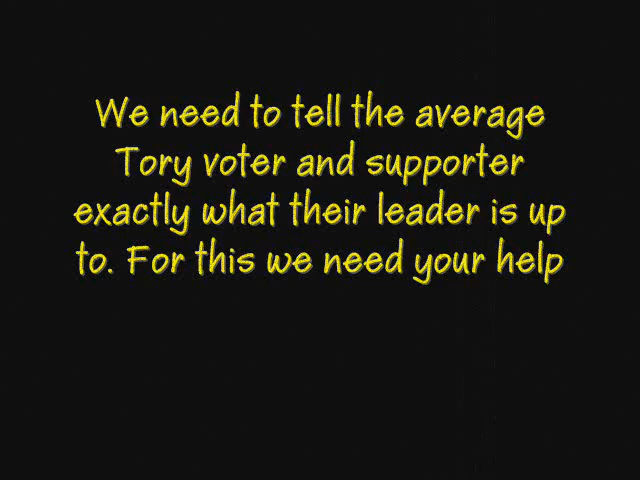 We need to tell the average
Tory voter and supporter
exactly what their leader is up
to. For this we need your help